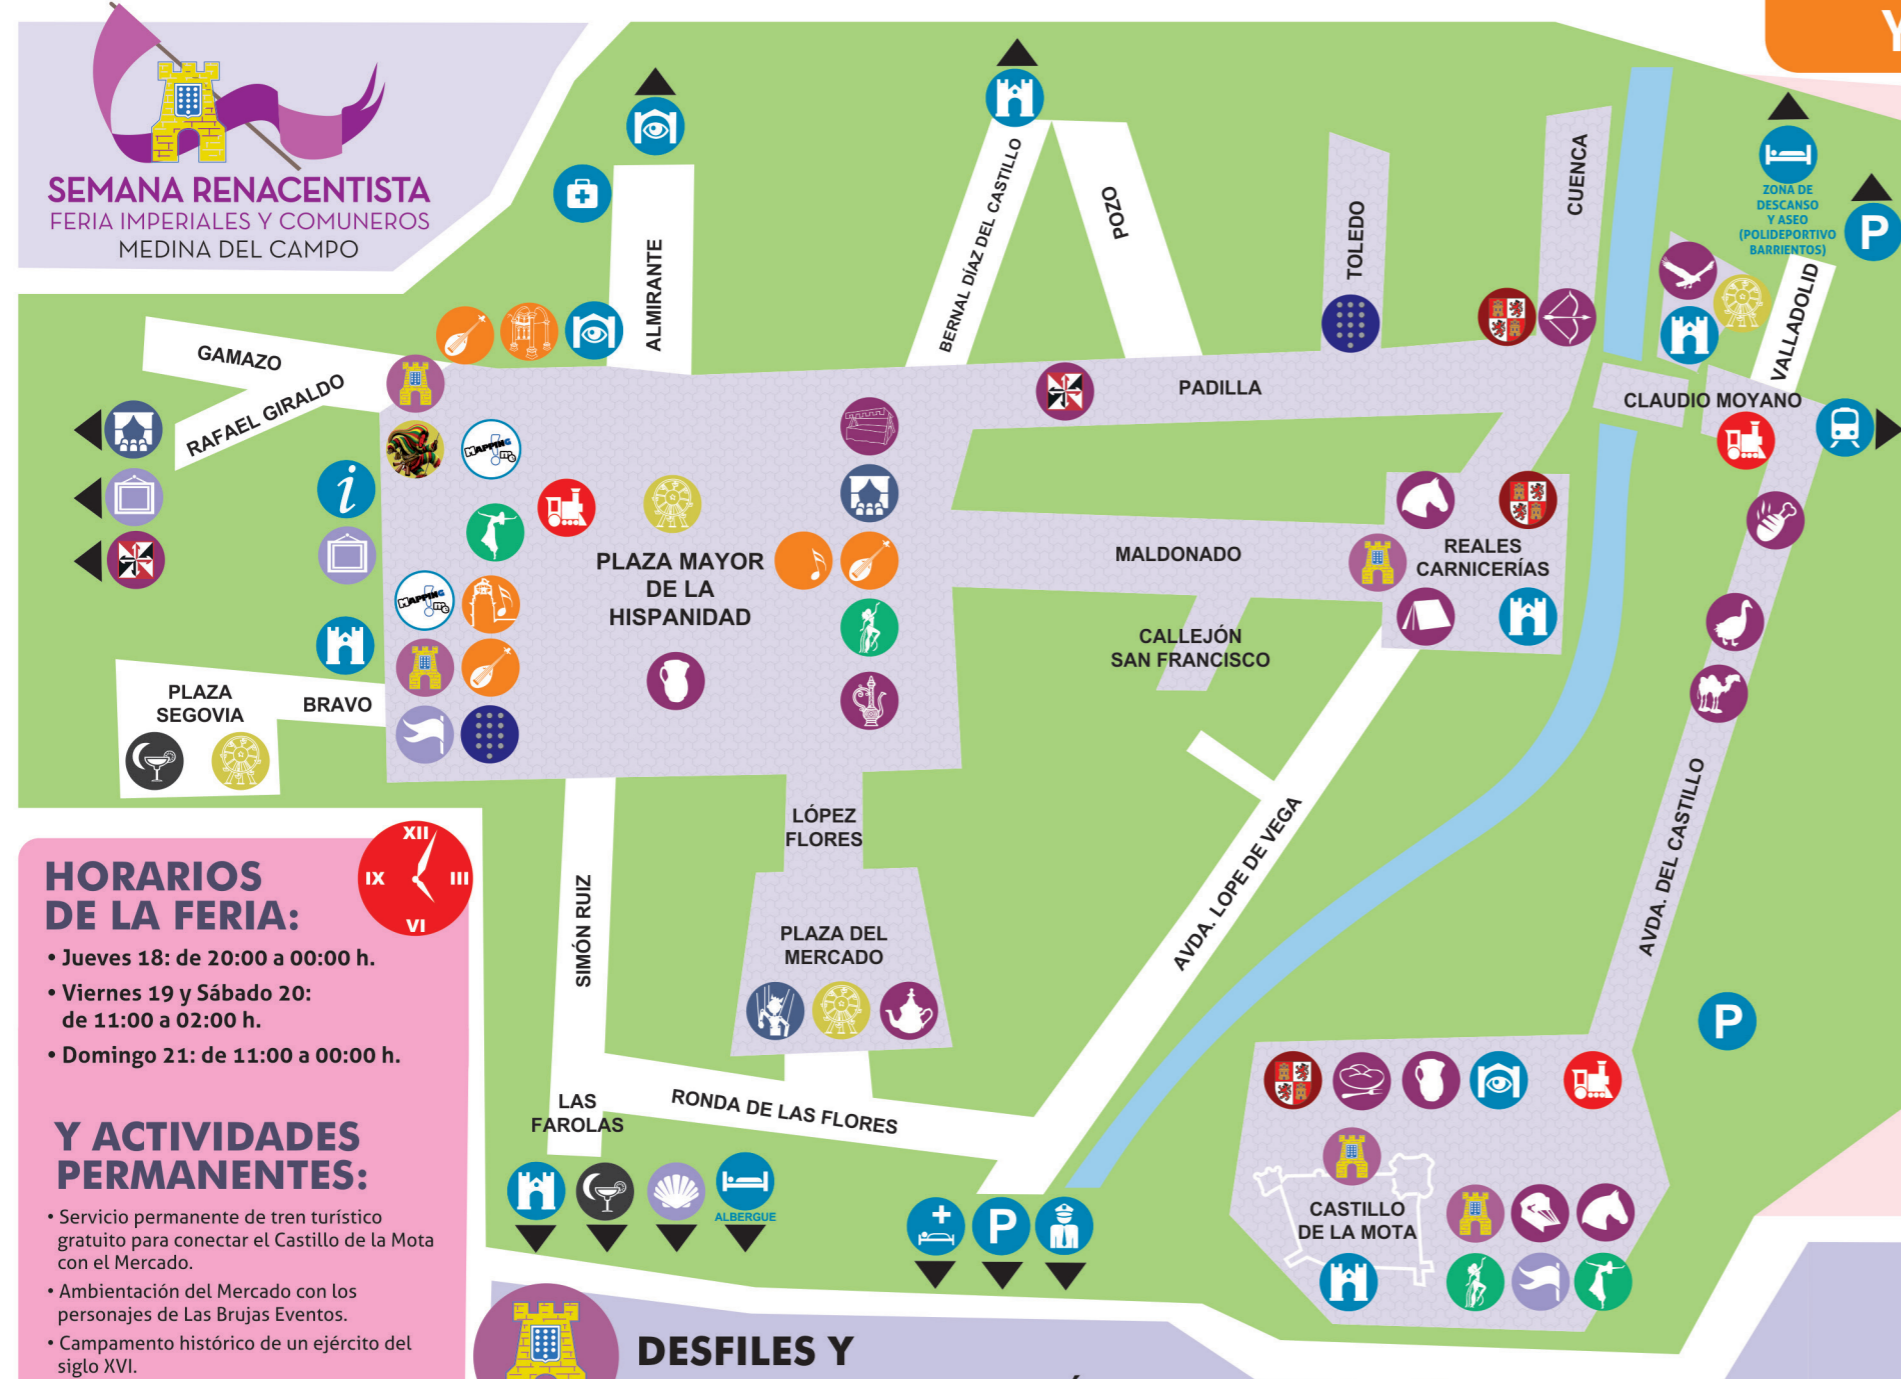 Y
SEMANA RENACENTISTA
FERIA IMPERIALES Y COMUNEROS
MEDINA DEL CAMPO
ALMIRANTE
BERNAL DÍAZ DEL CASTILLO
POZO
TOLEDO
CUENCA
ZONA DE
DESCANSO
Y ASEO
(POLIDEPORTIVO
BARRIENTOS)
P
VALLADOLID
GAMAZO
RAFAEL GIRALDO
PADILLA
CLAUDIO MOYANO
MAPPING
i
PLAZA MAYOR
DE LA
HISPANIDAD
MALDONADO
REALES
CARNICERÍAS
MAPPING
CALLEJÓN
SAN FRANCISCO
PLAZA
SEGOVIA
BRAVO
LÓPEZ
FLORES
SIMÓN RUIZ
PLAZA DEL
MERCADO
AVDA. LOPE DE VEGA
AVDA. DEL CASTILLO
P
RONDA DE LAS FLORES
LAS
FAROLAS
ALBERGUE
P
CASTILLO
DE LA MOTA
HORARIOS
DE LA FERIA:
XII
IX
III
VI
• Jueves 18: de 20:00 a 00:00 h.
• Viernes 19 y Sábado 20:
de 11:00 a 02:00 h.
• Domingo 21: de 11:00 a 00:00 h.
Y ACTIVIDADES
PERMANENTES:
• Servicio permanente de tren turístico
gratuito para conectar el Castillo de la Mota
con el Mercado.
• Ambientación del Mercado con los
personajes de Las Brujas Eventos.
• Campamento histórico de un ejército del
siglo XVI.
DESFILES Y